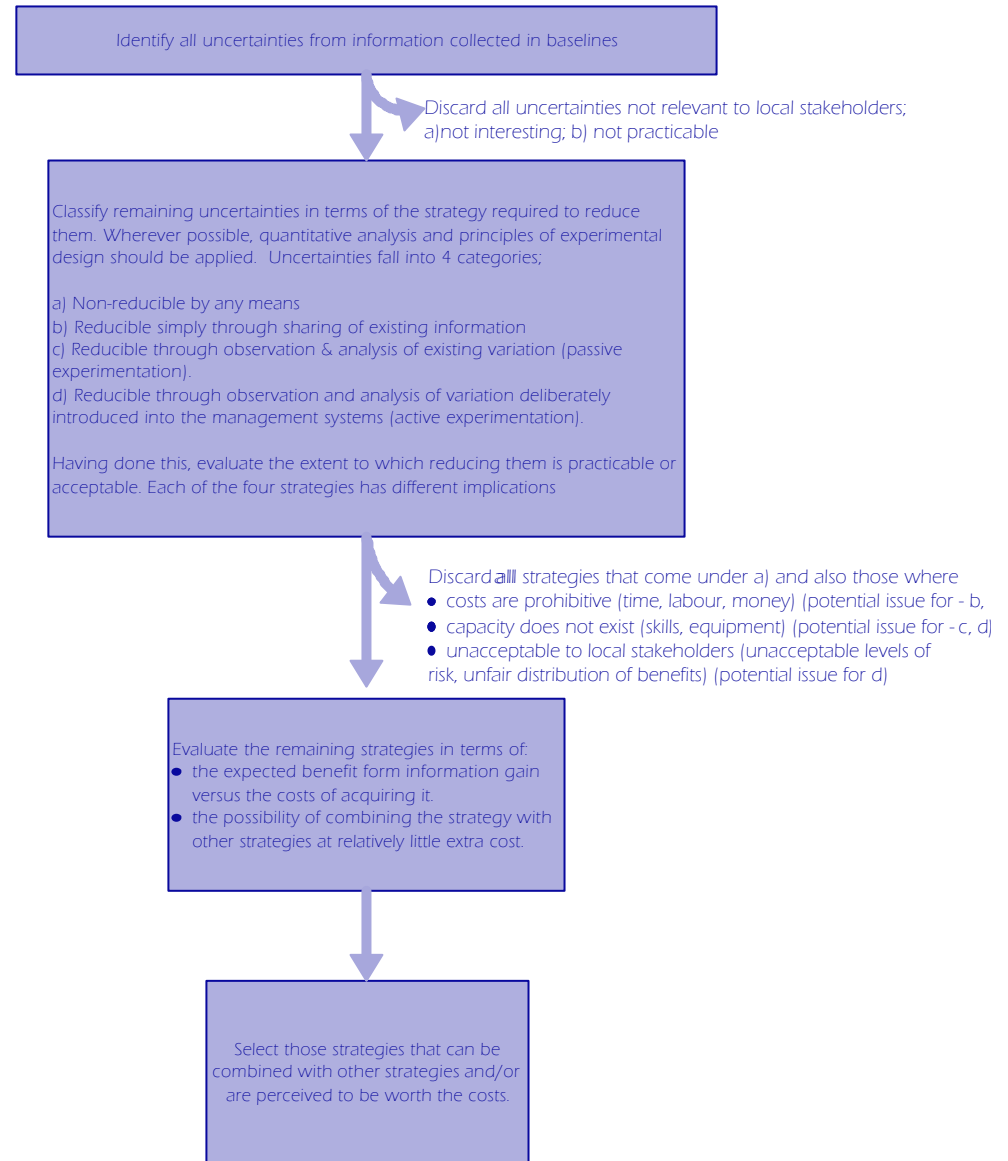 Identify all uncertainties from information collected in baselines
Discard all uncertainties not relevant to local stakeholders;
a)not interesting; b) not practicable
Classify remaining uncertainties in terms of the strategy required to reduce
them. Wherever possible, quantitative analysis and principles of experimental
design should be applied.  Uncertainties fall into 4 categories;
a) Non-reducible by any means
b) Reducible simply through sharing of existing information
c) Reducible through observation & analysis of existing variation (passive
experimentation).
d) Reducible through observation and analysis of variation deliberately
introduced into the management systems (active experimentation).
Having done this, evaluate the extent to which reducing them is practicable or
acceptable. Each of the four strategies has different implications
Discard all strategies that come under a) and also those where
• costs are prohibitive (time, labour, money) (potential issue for - b,
• capacity does not exist (skills, equipment) (potential issue for - c, d)
• unacceptable to local stakeholders (unacceptable levels of
risk, unfair distribution of benefits) (potential issue for d)
Evaluate the remaining strategies in terms of:
• the expected benefit form information gain
versus the costs of acquiring it.
• the possibility of combining the strategy with
other strategies at relatively little extra cost.
Select those strategies that can be
combined with other strategies and/or
are perceived to be worth the costs.